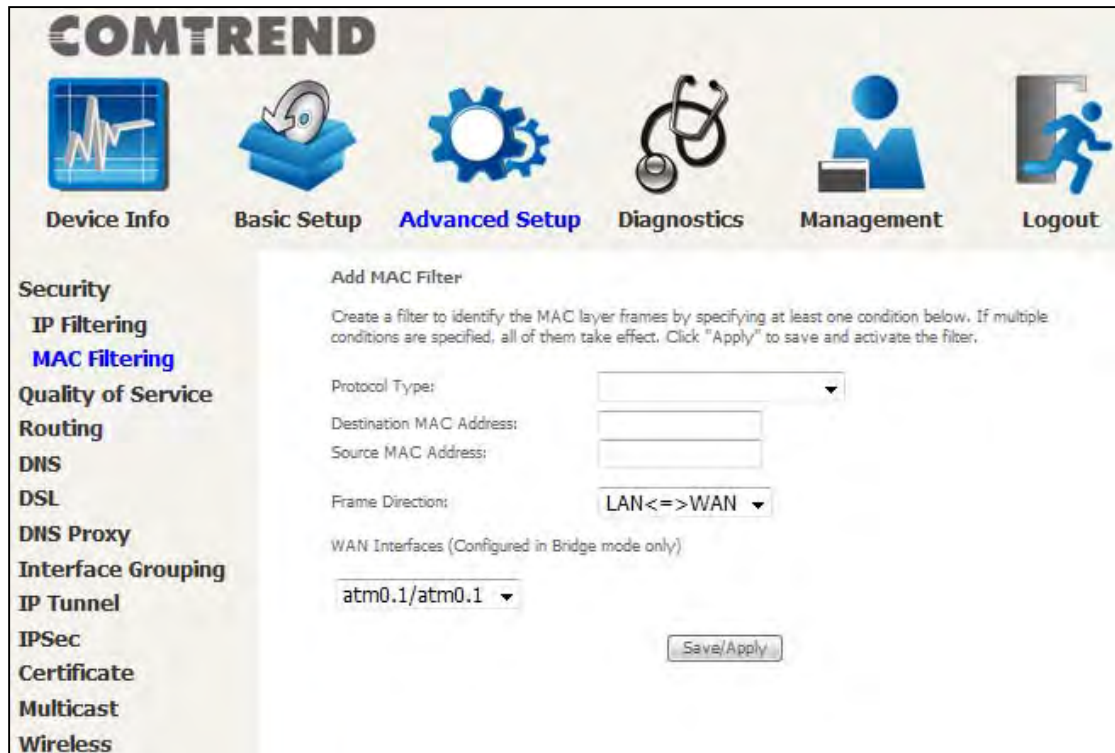 COMTREND
Device Info
Basic Setup
Advanced Setup
Diagnostics
Management
Logout
Security
IP Filtering
MAC Filtering
Quality of Service
Routing
DNS
DSL
DNS Proxy
Interface Grouping
IP Tunnel
IPSec
Certificate
Multicast
Wireless
Add MAC Filter
Create a filter to identify the MAC layer frames by specifying at least one condition below. If multiple
conditions are specified, all of them take effect. Click "Apply" to save and activate the filter.
Protocol Type:
Destination MAC Address:
Source MAC Address:
Frame Direction: LAN<=>WAN
WAN Interfaces (Configured in Bridge mode only)
atm0.1/atm0.1
Save/Apply